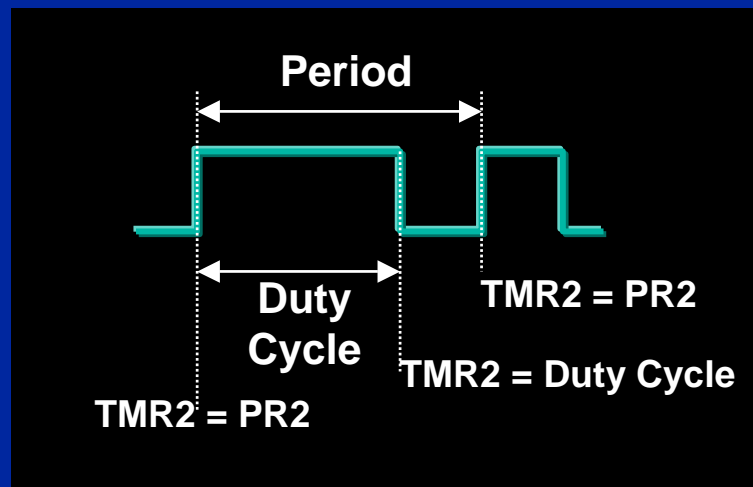 Period
Duty
Cycle
TMR2 = PR2
TMR2 = Duty Cycle
TMR2 = PR2